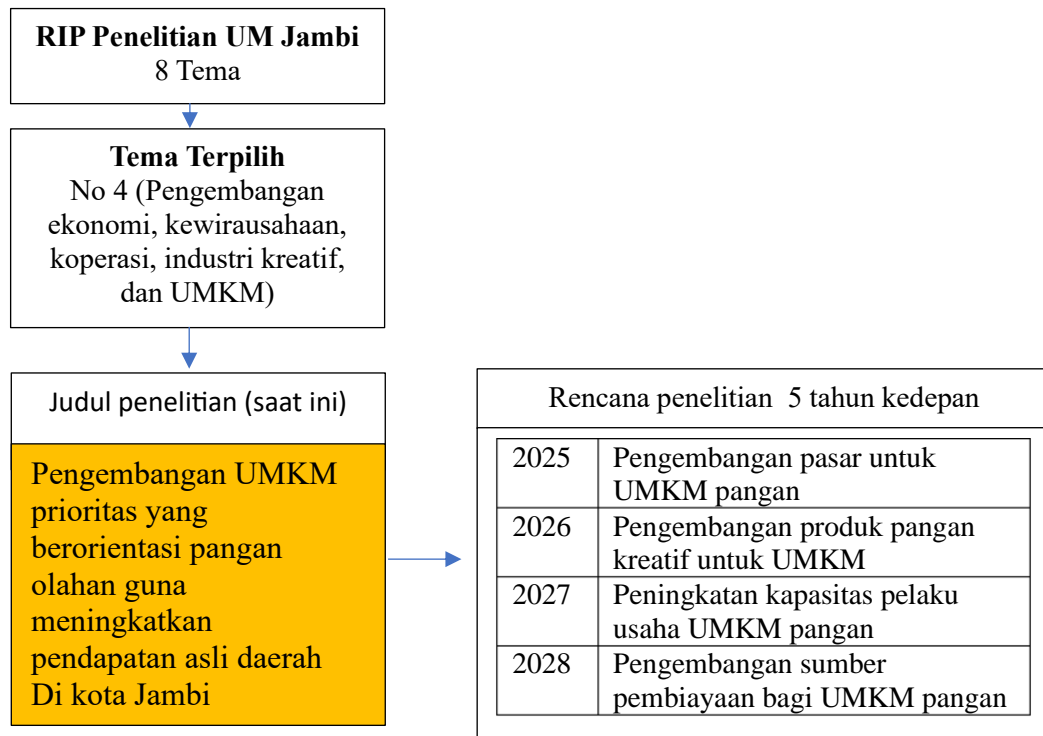 RIP Penelitian UM Jambi
8 Tema
Tema Terpilih
No 4 (Pengembangan
ekonomi, kewirausahaan,
koperasi, industri kreatif,
dan UMKM)
Judul penelitian (saat ini)
Pengembangan UMKM
prioritas yang
berorientasi pangan
olahan guna
meningkatkan
pendapatan asli daerah
Di kota Jambi
Rencana penelitian 5 tahun kedepan
2025 Pengembangan pasar untuk
UMKM pangan
2026 Pengembangan produk pangan
kreatif untuk UMKM
2027 Peningkatan kapasitas pelaku
usaha UMKM pangan
2028 Pengembangan sumber
pembiayaan bagi UMKM pangan